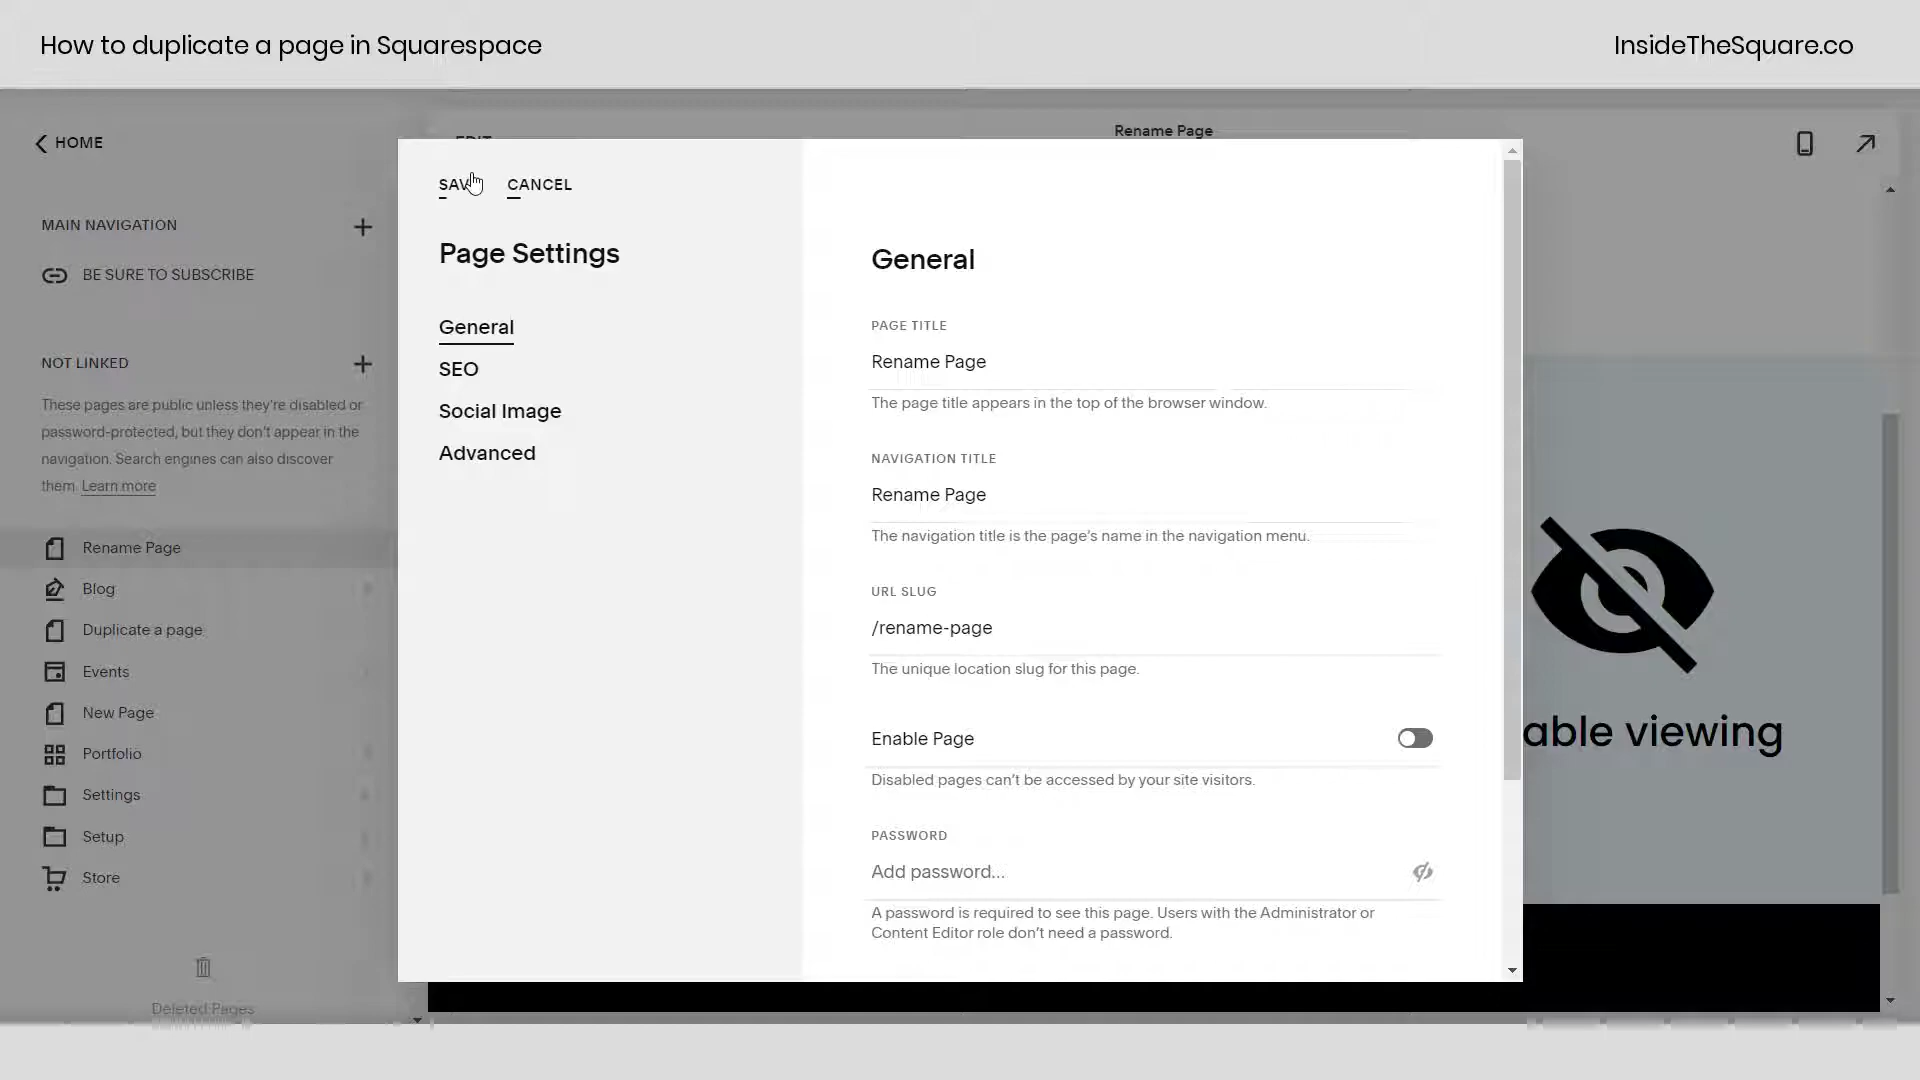 How to duplicate a page in Squarespace
InsideTheSquare.co
HOME
EDIT
Rename Page
MAIN NAVIGATION
BE SURE TO SUBSCRIBE
NOT LINKED
These pages are public unless they're disabled or
password-protected, but they don't appear in the
navigation. Search engines can also discover
them. Learn more
Rename Page
Blog
Duplicate a page
Events
New Page
Portfolio
Settings
Setup
Store
Deleted Pages
SAVE CANCEL
Page Settings
General
SEO
Social Image
Advanced
General
PAGE TITLE
Rename Page
The page title appears in the top of the browser window.
NAVIGATION TITLE
Rename Page
The navigation title is the page's name in the navigation menu.
URL SLUG
/rename-page
The unique location slug for this page.
Enable Page
Disabled pages can't be accessed by your site visitors.
PASSWORD
Add password...
A password is required to see this page. Users with the Administrator or
Content Editor role don't need a password.
able viewing